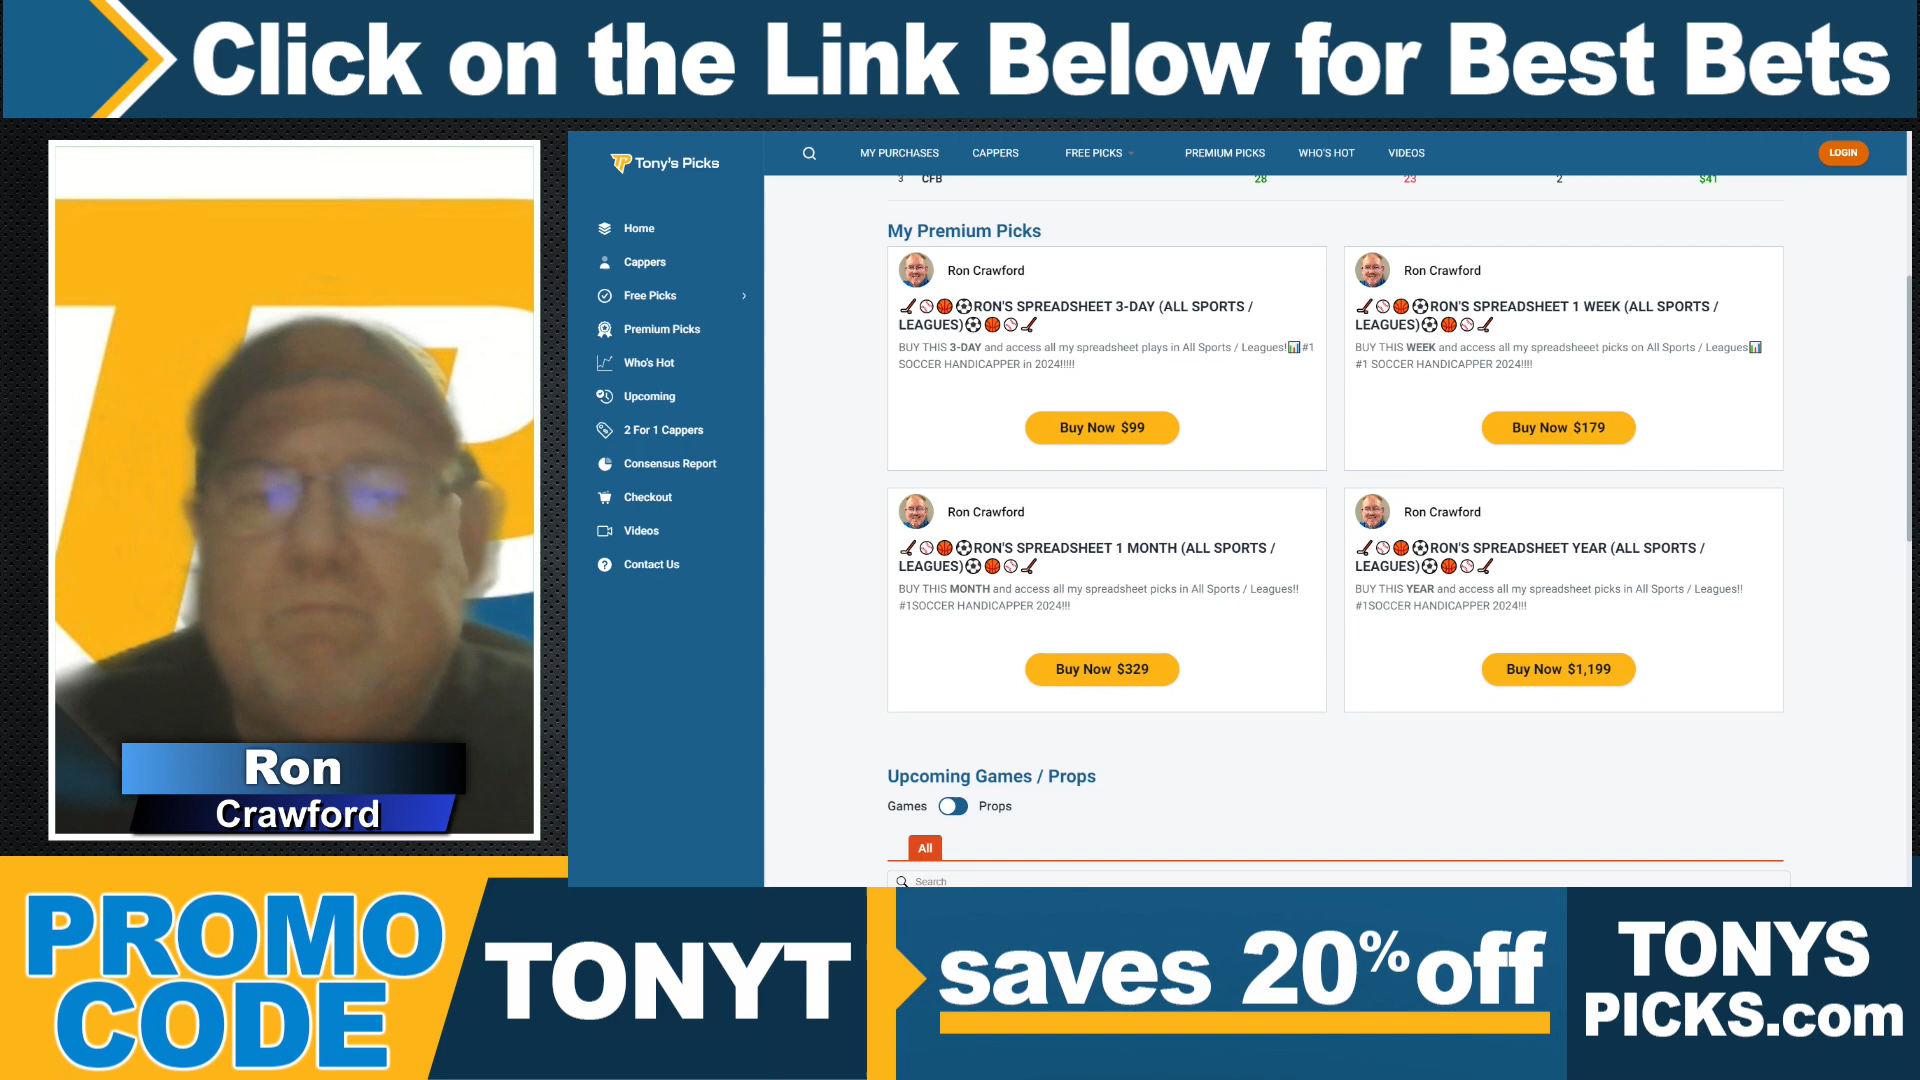 Click on the Link Below for Best Bets
Tony's Picks
MY PURCHASES
CAPPERS
FREE PICKS
PREMIUM PICKS
WHO'S HOT
VIDEOS
LOGIN
3 CFB 28 23 2 $41
Home
Cappers
Free Picks
Premium Picks
Who's Hot
Upcoming
2 For 1 Cappers
Consensus Report
Checkout
Videos
Contact Us
My Premium Picks
Ron Crawford
RON'S SPREADSHEET 3-DAY (ALL SPORTS /
LEAGUES)
BUY THIS 3-DAY and access all my spreadsheet plays in All Sports / Leagues! #1
SOCCER HANDICAPPER in 2024!!!!!
Buy Now $99
Ron Crawford
RON'S SPREADSHEET 1 WEEK (ALL SPORTS /
LEAGUES)
BUY THIS WEEK and access all my spreadsheeet picks on All Sports / Leagues
#1 SOCCER HANDICAPPER 2024!!!!
Buy Now $179
Ron Crawford
RON'S SPREADSHEET 1 MONTH (ALL SPORTS /
LEAGUES)
BUY THIS MONTH and access all my spreadsheet picks in All Sports / Leagues!!
#1SOCCER HANDICAPPER 2024!!!
Buy Now $329
Ron Crawford
RON'S SPREADSHEET YEAR (ALL SPORTS /
LEAGUES)
BUY THIS YEAR and access all my spreadsheet picks in All Sports / Leagues!!
#1SOCCER HANDICAPPER 2024!!!
Buy Now $1,199
Upcoming Games / Props
Games Props
All
Search
Ron
Crawford
PROMO
CODE
TONYT
saves 20% off
TONYS
PICKS.com